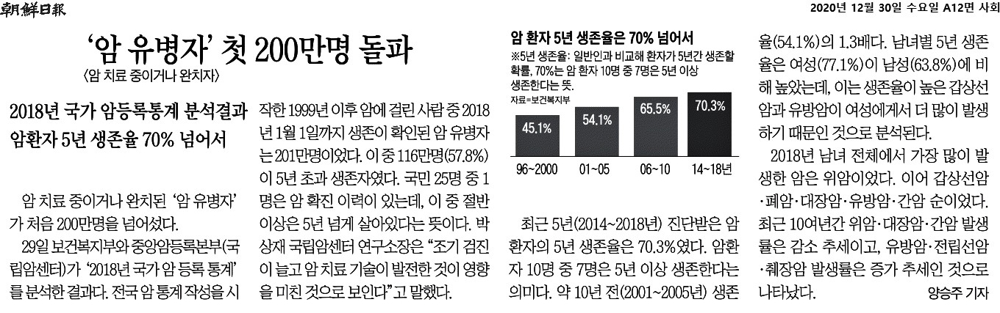 朝鮮日報
2020년 12월 30일 수요일 A12면 사회
‘암 유병자’ 첫 200만명 돌파
〈암 치료 중이거나 완치자〉
2018년 국가 암등록통계 분석결과
암환자 5년 생존율 70% 넘어서
암 치료 중이거나 완치된 ‘암 유병자’
가 처음 200만명을 넘어섰다.
29일 보건복지부와 중앙암등록본부(국
립암센터)가 ‘2018년 국가 암 등록 통계’
를 분석한 결과다. 전국 암 통계 작성을 시
작한 1999년 이후 암에 걸린 사람 중 2018
년 1월 1일까지 생존이 확인된 암 유병자
는 201만명이었다. 이 중 116만명(57.8%)
이 5년 초과 생존자였다. 국민 25명 중 1
명은 암 확진 이력이 있는데, 이 중 절반
이상은 5년 넘게 살아있다는 뜻이다. 박
상재 국립암센터 연구소장은 “조기 검진
이 늘고 암 치료 기술이 발전한 것이 영향
을 미친 것으로 보인다”고 말했다.
암 환자 5년 생존율은 70% 넘어서
※5년 생존율: 일반인과 비교해 환자가 5년간 생존할
확률, 70%는 암 환자 10명 중 7명은 5년 이상
생존한다는 뜻.
자료=보건복지부
45.1%
54.1%
65.5%
70.3%
96~2000
01~05
06~10
14~18년
최근 5년(2014~2018년) 진단받은 암
환자의 5년 생존율은 70.3%였다. 암환
자 10명 중 7명은 5년 이상 생존한다는
의미다. 약 10년 전(2001~2005년) 생존
율(54.1%)의 1.3배다. 남녀별 5년 생존
율은 여성(77.1%)이 남성(63.8%)에 비
해 높았는데, 이는 생존율이 높은 갑상선
암과 유방암이 여성에게서 더 많이 발생
하기 때문인 것으로 분석된다.
2018년 남녀 전체에서 가장 많이 발
생한 암은 위암이었다. 이어 갑상선암
·폐암·대장암·유방암·간암 순이었다.
최근 10여년간 위암·대장암·간암 발생
률은 감소 추세이고, 유방암·전립선암
·췌장암 발생률은 증가 추세인 것으로
나타났다.
양승주 기자